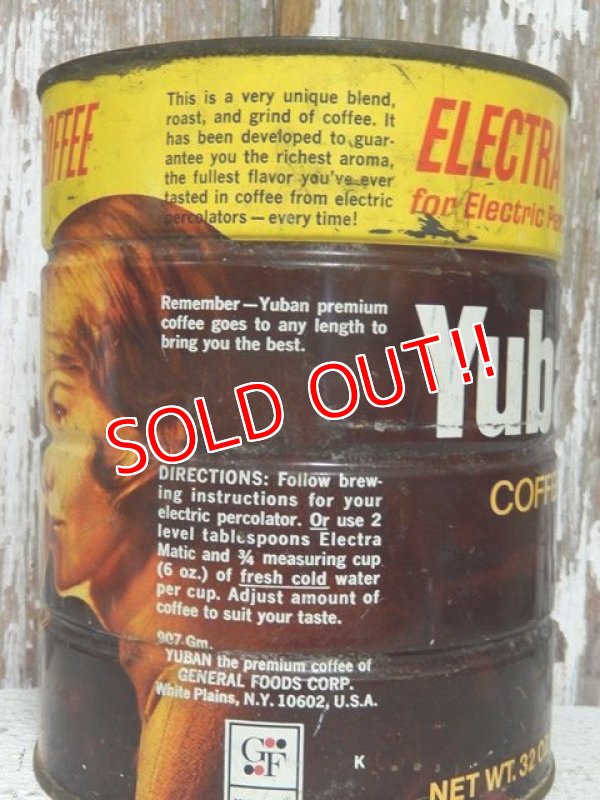 OFFEE
This is a very unique blend,
roast, and grind of coffee. It
has been developed to guar-
antee you the richest aroma,
the fullest flavor you've ever
tasted in coffee from electric
percolators — every time!
ELECTRA
for Electric Per
Remember—Yuban premium
coffee goes to any length to
bring you the best.
Yuba
SOLD OUT!!
COFFE
DIRECTIONS: Follow brew-
ing instructions for your
electric percolator. Or use 2
level tablespoons Electra
Matic and ¾ measuring cup
(6 oz.) of fresh cold water
per cup. Adjust amount of
coffee to suit your taste.
907 Gm.
YUBAN the premium coffee of
GENERAL FOODS CORP.
White Plains, N.Y. 10602, U.S.A.
GF
K
NET WT. 32 OZ